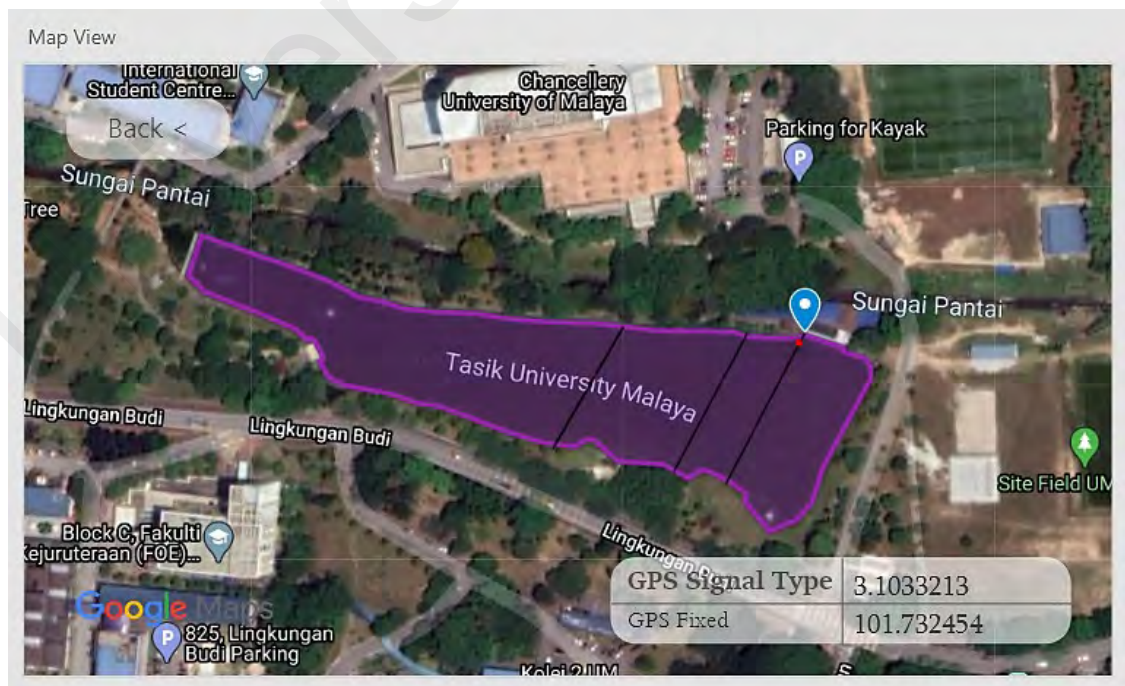 Map View
International
Student Centre...
Chancellery
University of Malaya
Back <
Parking for Kayak
Sungai Pantai
Tree
Sungai Pantai
Tasik University Malaya
Lingkungan Budi
Lingkungan Budi
Site Field UM
Block C, Fakulti
Kejuruteraan (FOE)...
Lingkungan
GPS Signal Type 3.1033213
GPS Fixed 101.732454
Google Maps
825, Lingkungan
Budi Parking
Kolej 2 UM
S